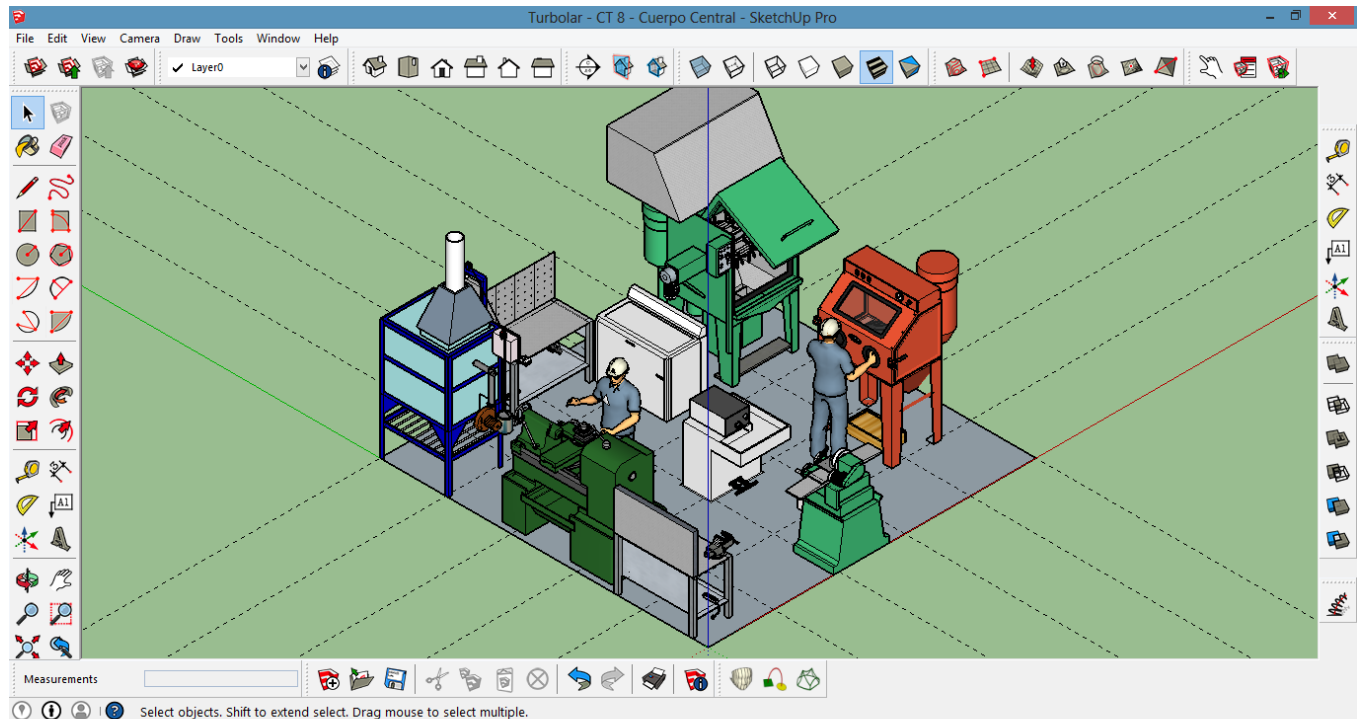 Turbolar - CT 8 - Cuerpo Central - SketchUp Pro
File Edit View Camera Draw Tools Window Help
Layer0
A1
A1
Measurements
Select objects. Shift to extend select. Drag mouse to select multiple.